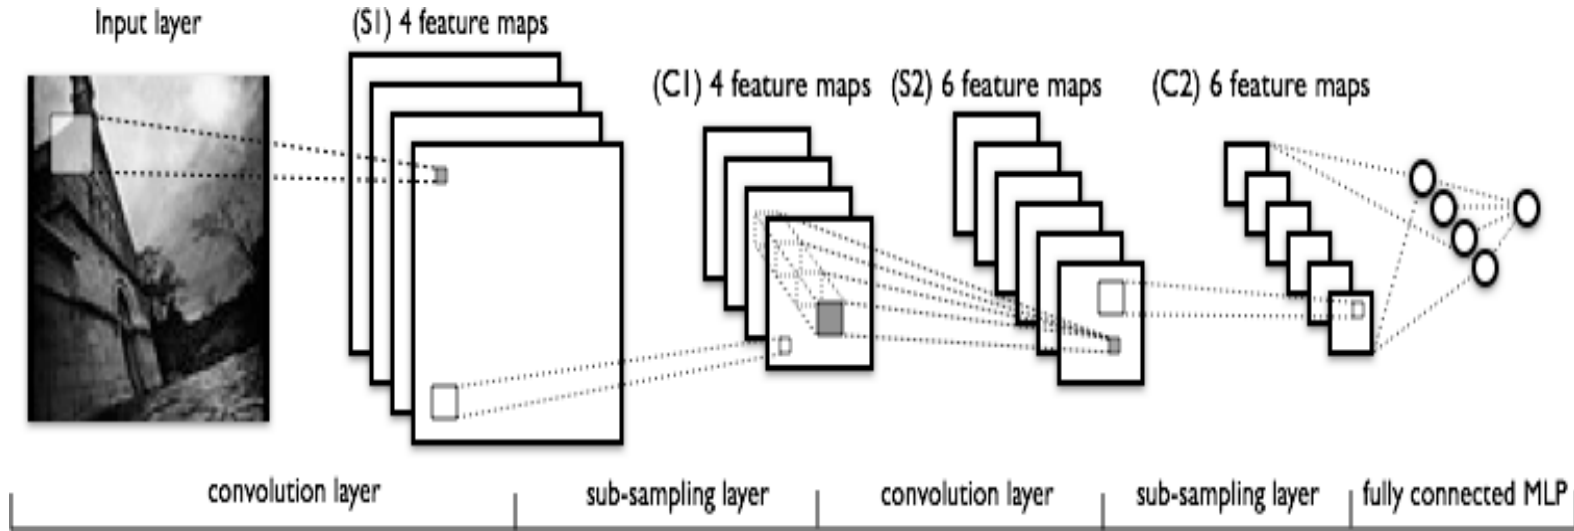 Input layer
(S1) 4 feature maps
(C1) 4 feature maps
(S2) 6 feature maps
(C2) 6 feature maps
convolution layer
sub-sampling layer
convolution layer
sub-sampling layer
fully connected MLP